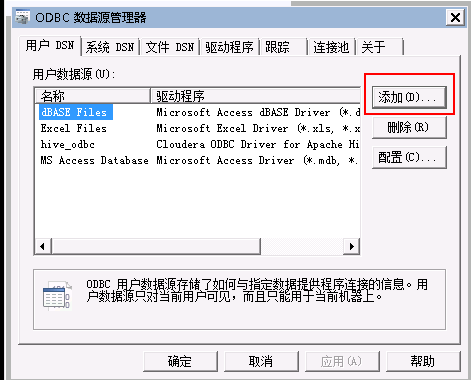 ODBC 数据源管理器
用户 DSN 系统 DSN 文件 DSN 驱动程序 跟踪 连接池 关于
用户数据源(U):
名称 驱动程序
dBASE Files Microsoft Access dBASE Driver (*.d
Excel Files Microsoft Excel Driver (*.xls, *.x
hive_odbc Cloudera ODBC Driver for Apache Hi
MS Access Database Microsoft Access Driver (*.mdb, *.
添加(D)...
删除(R)
配置(C)...
ODBC 用户数据源存储了如何与指定数据提供程序连接的信息。用
户数据源只对当前用户可见，而且只能用于当前机器上。
确定 取消 应用(A) 帮助